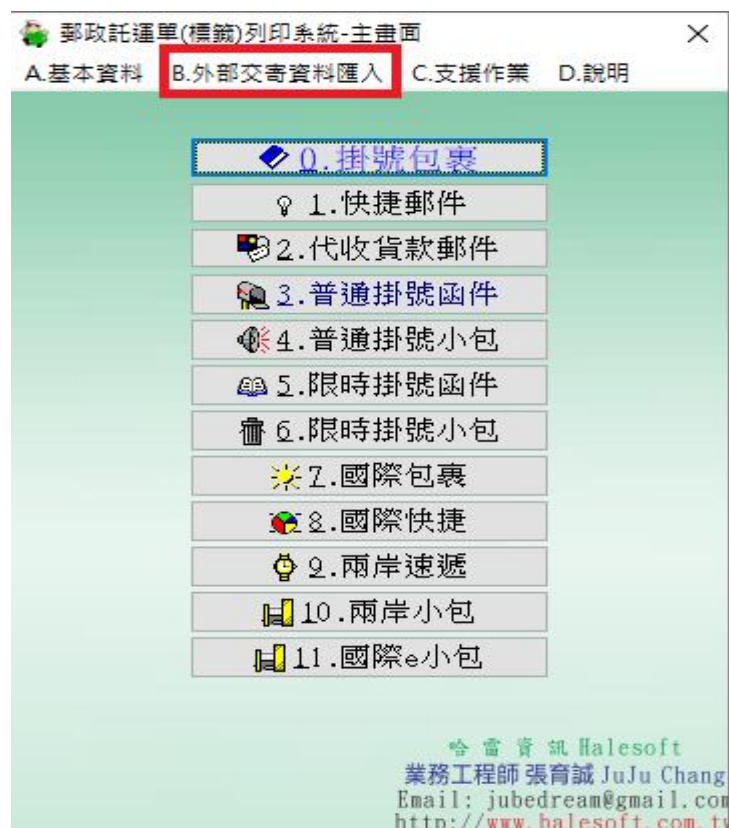 郵政託運單(標籤)列印系統-主畫面
A.基本資料 B.外部交寄資料匯入 C.支援作業 D.說明
0.掛號包裹
1.快捷郵件
2.代收貨款郵件
3.普通掛號函件
4.普通掛號小包
5.限時掛號函件
6.限時掛號小包
7.國際包裹
8.國際快捷
9.兩岸速遞
10.兩岸小包
11.國際e小包
哈雷資訊 Halesoft
業務工程師 張育誠 JuJu Chang
Email: jubedream@gmail.com
http://www.halesoft.com.tw